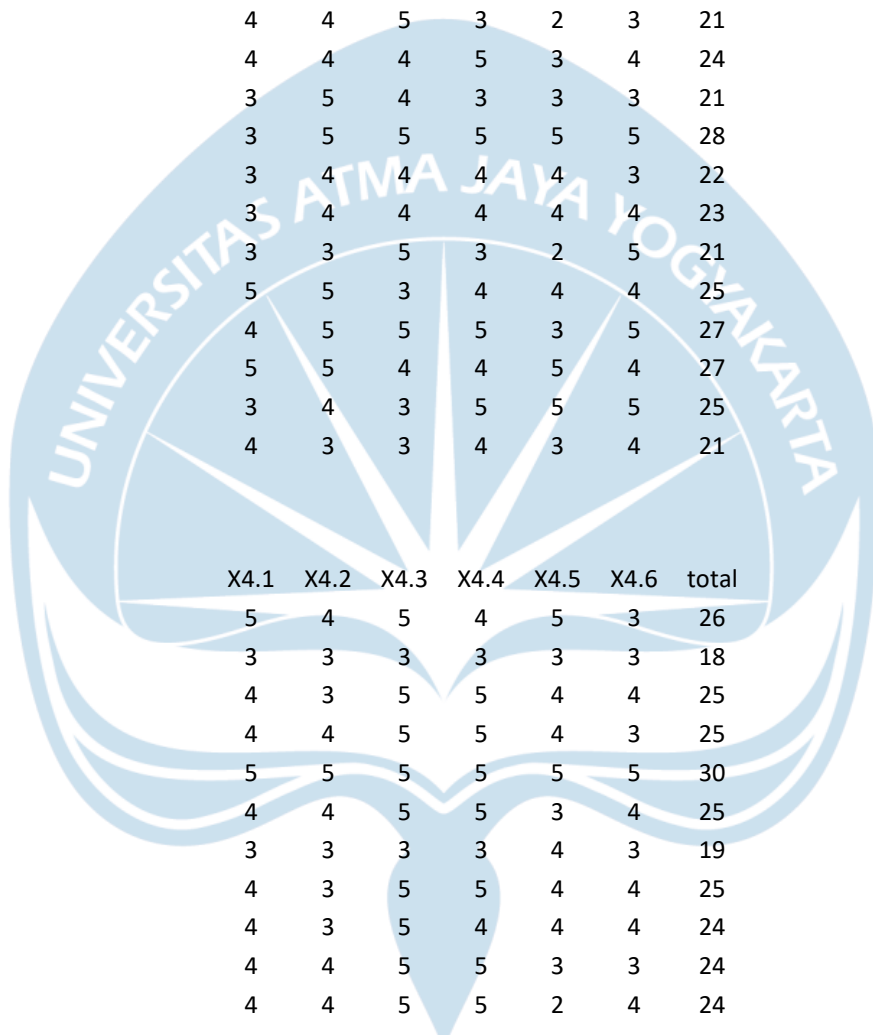 4 4 5 3 2 3 21
4 4 4 5 3 4 24
3 5 4 3 3 3 21
3 5 5 5 5 5 28
3 4 4 4 4 3 22
3 4 4 4 4 4 23
3 3 5 3 2 5 21
5 5 3 4 4 4 25
4 5 5 5 3 5 27
5 5 4 4 5 4 27
3 4 3 5 5 5 25
4 3 3 4 3 4 21
UNIVERSITAS ATMA JAYA YOGYAKARTA
X4.1 X4.2 X4.3 X4.4 X4.5 X4.6 total
5 4 5 4 5 3 26
3 3 3 3 3 3 18
4 3 5 5 4 4 25
4 4 5 5 4 3 25
5 5 5 5 5 5 30
4 4 5 5 3 4 25
3 3 3 3 4 3 19
4 3 5 5 4 4 25
4 3 5 4 4 4 24
4 4 5 5 3 3 24
4 4 5 5 2 4 24